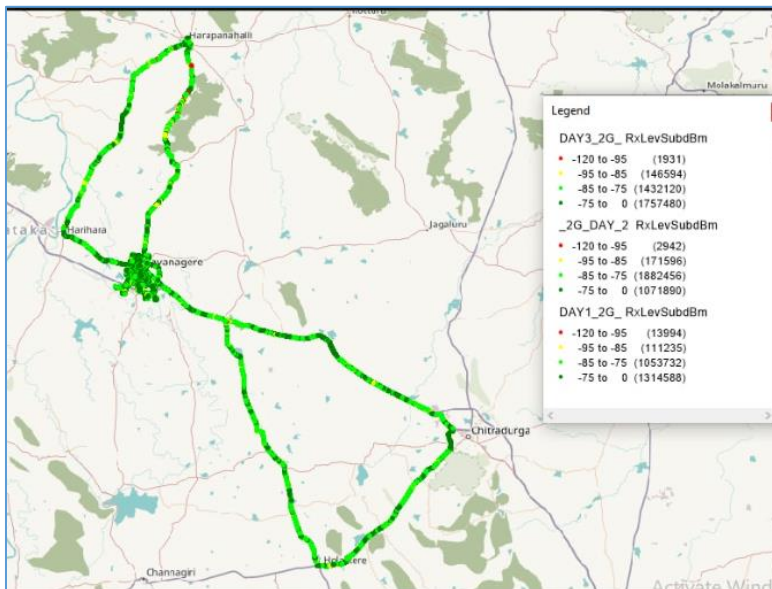 Kotturu
Harapanahalli
Molakalmuru
Legend
DAY3_2G_ RxLevSubdBm
-120 to -95 (1931)
-95 to -85 (146594)
-85 to -75 (1432120)
-75 to 0 (1757480)
_2G_DAY_2 RxLevSubdBm
-120 to -95 (2942)
-95 to -85 (171596)
-85 to -75 (1882456)
-75 to 0 (1071890)
DAY1_2G_ RxLevSubdBm
-120 to -95 (13994)
-95 to -85 (111235)
-85 to -75 (1053732)
-75 to 0 (1314588)
Jagaluru
ataka
Harihara
vanagere
Chitradurga
Channagiri
Activate Wind